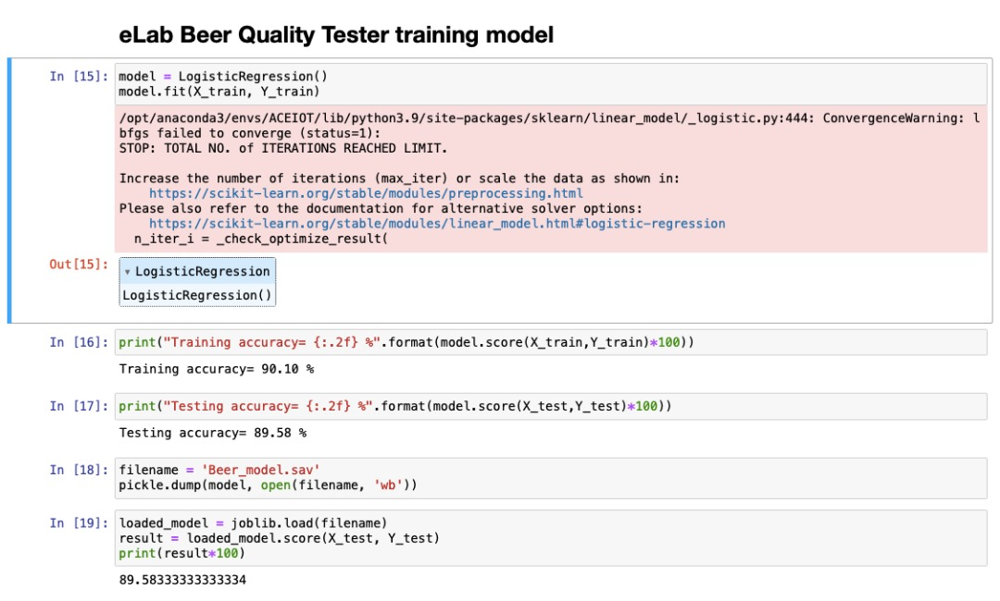 eLab Beer Quality Tester training model
In [15]: model = LogisticRegression()
model.fit(X_train, Y_train)
/opt/anaconda3/envs/ACEIOT/lib/python3.9/site-packages/sklearn/linear_model/_logistic.py:444: ConvergenceWarning: l
bfgs failed to converge (status=1):
STOP: TOTAL NO. of ITERATIONS REACHED LIMIT.
Increase the number of iterations (max_iter) or scale the data as shown in:
https://scikit-learn.org/stable/modules/preprocessing.html
Please also refer to the documentation for alternative solver options:
https://scikit-learn.org/stable/modules/linear_model.html#logistic-regression
n_iter_i = _check_optimize_result(
Out[15]: ▾ LogisticRegression
LogisticRegression()
In [16]: print("Training accuracy= {:.2f} %".format(model.score(X_train,Y_train)*100))
Training accuracy= 90.10 %
In [17]: print("Testing accuracy= {:.2f} %".format(model.score(X_test,Y_test)*100))
Testing accuracy= 89.58 %
In [18]: filename = 'Beer_model.sav'
pickle.dump(model, open(filename, 'wb'))
In [19]: loaded_model = joblib.load(filename)
result = loaded_model.score(X_test, Y_test)
print(result*100)
89.58333333333334